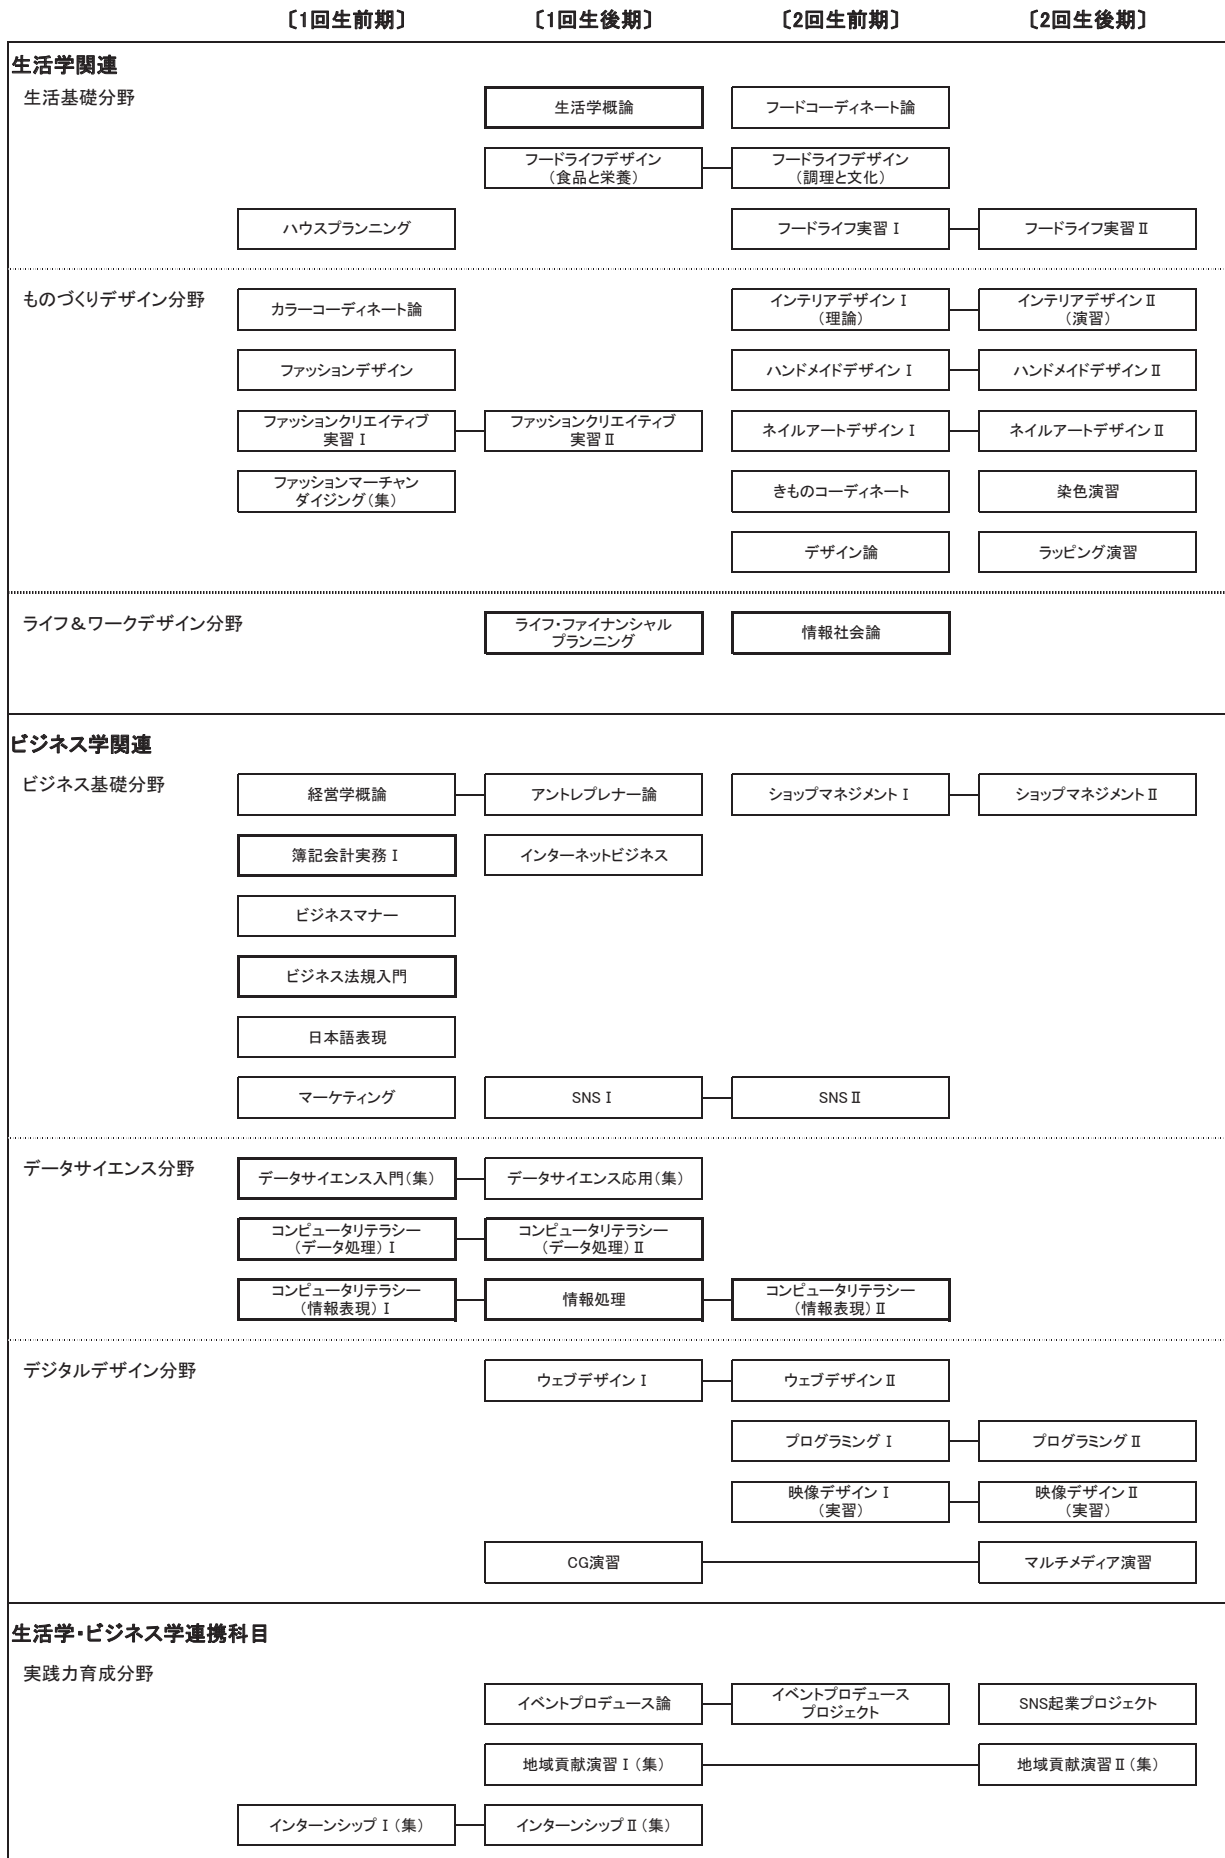 〔1回生前期〕 〔1回生後期〕 〔2回生前期〕 〔2回生後期〕
生活学関連
生活基礎分野
生活学概論
フードコーディネート論
フードライフデザイン
（食品と栄養）
フードライフデザイン
（調理と文化）
ハウスプランニング
フードライフ実習Ⅰ
フードライフ実習Ⅱ
ものづくりデザイン分野
カラーコーディネート論
インテリアデザインⅠ
（理論）
インテリアデザインⅡ
（演習）
ファッションデザイン
ハンドメイドデザインⅠ
ハンドメイドデザインⅡ
ファッションクリエイティブ
実習Ⅰ
ファッションクリエイティブ
実習Ⅱ
ネイルアートデザインⅠ
ネイルアートデザインⅡ
ファッションマーチャン
ダイジング（集）
きものコーディネート
染色演習
デザイン論
ラッピング演習
ライフ＆ワークデザイン分野
ライフ・ファイナンシャル
プランニング
情報社会論
ビジネス学関連
ビジネス基礎分野
経営学概論
アントレプレナー論
ショップマネジメントⅠ
ショップマネジメントⅡ
簿記会計実務Ⅰ
インターネットビジネス
ビジネスマナー
ビジネス法規入門
日本語表現
マーケティング
SNSⅠ
SNSⅡ
データサイエンス分野
データサイエンス入門（集）
データサイエンス応用（集）
コンピュータリテラシー
（データ処理）Ⅰ
コンピュータリテラシー
（データ処理）Ⅱ
コンピュータリテラシー
（情報表現）Ⅰ
情報処理
コンピュータリテラシー
（情報表現）Ⅱ
デジタルデザイン分野
ウェブデザインⅠ
ウェブデザインⅡ
プログラミングⅠ
プログラミングⅡ
映像デザインⅠ
（実習）
映像デザインⅡ
（実習）
CG演習
マルチメディア演習
生活学・ビジネス学連携科目
実践力育成分野
イベントプロデュース論
イベントプロデュース
プロジェクト
SNS起業プロジェクト
地域貢献演習Ⅰ（集）
地域貢献演習Ⅱ（集）
インターンシップⅠ（集）
インターンシップⅡ（集）